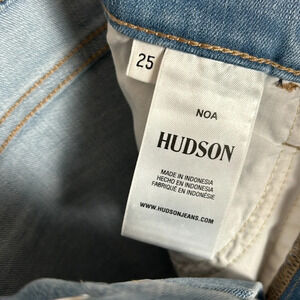 25
NOA
HUDSON
MADE IN INDONESIA
HECHO EN INDONESIA
FABRIQUÉ EN INDONÉSIE
WWW.HUDSONJEANS.COM